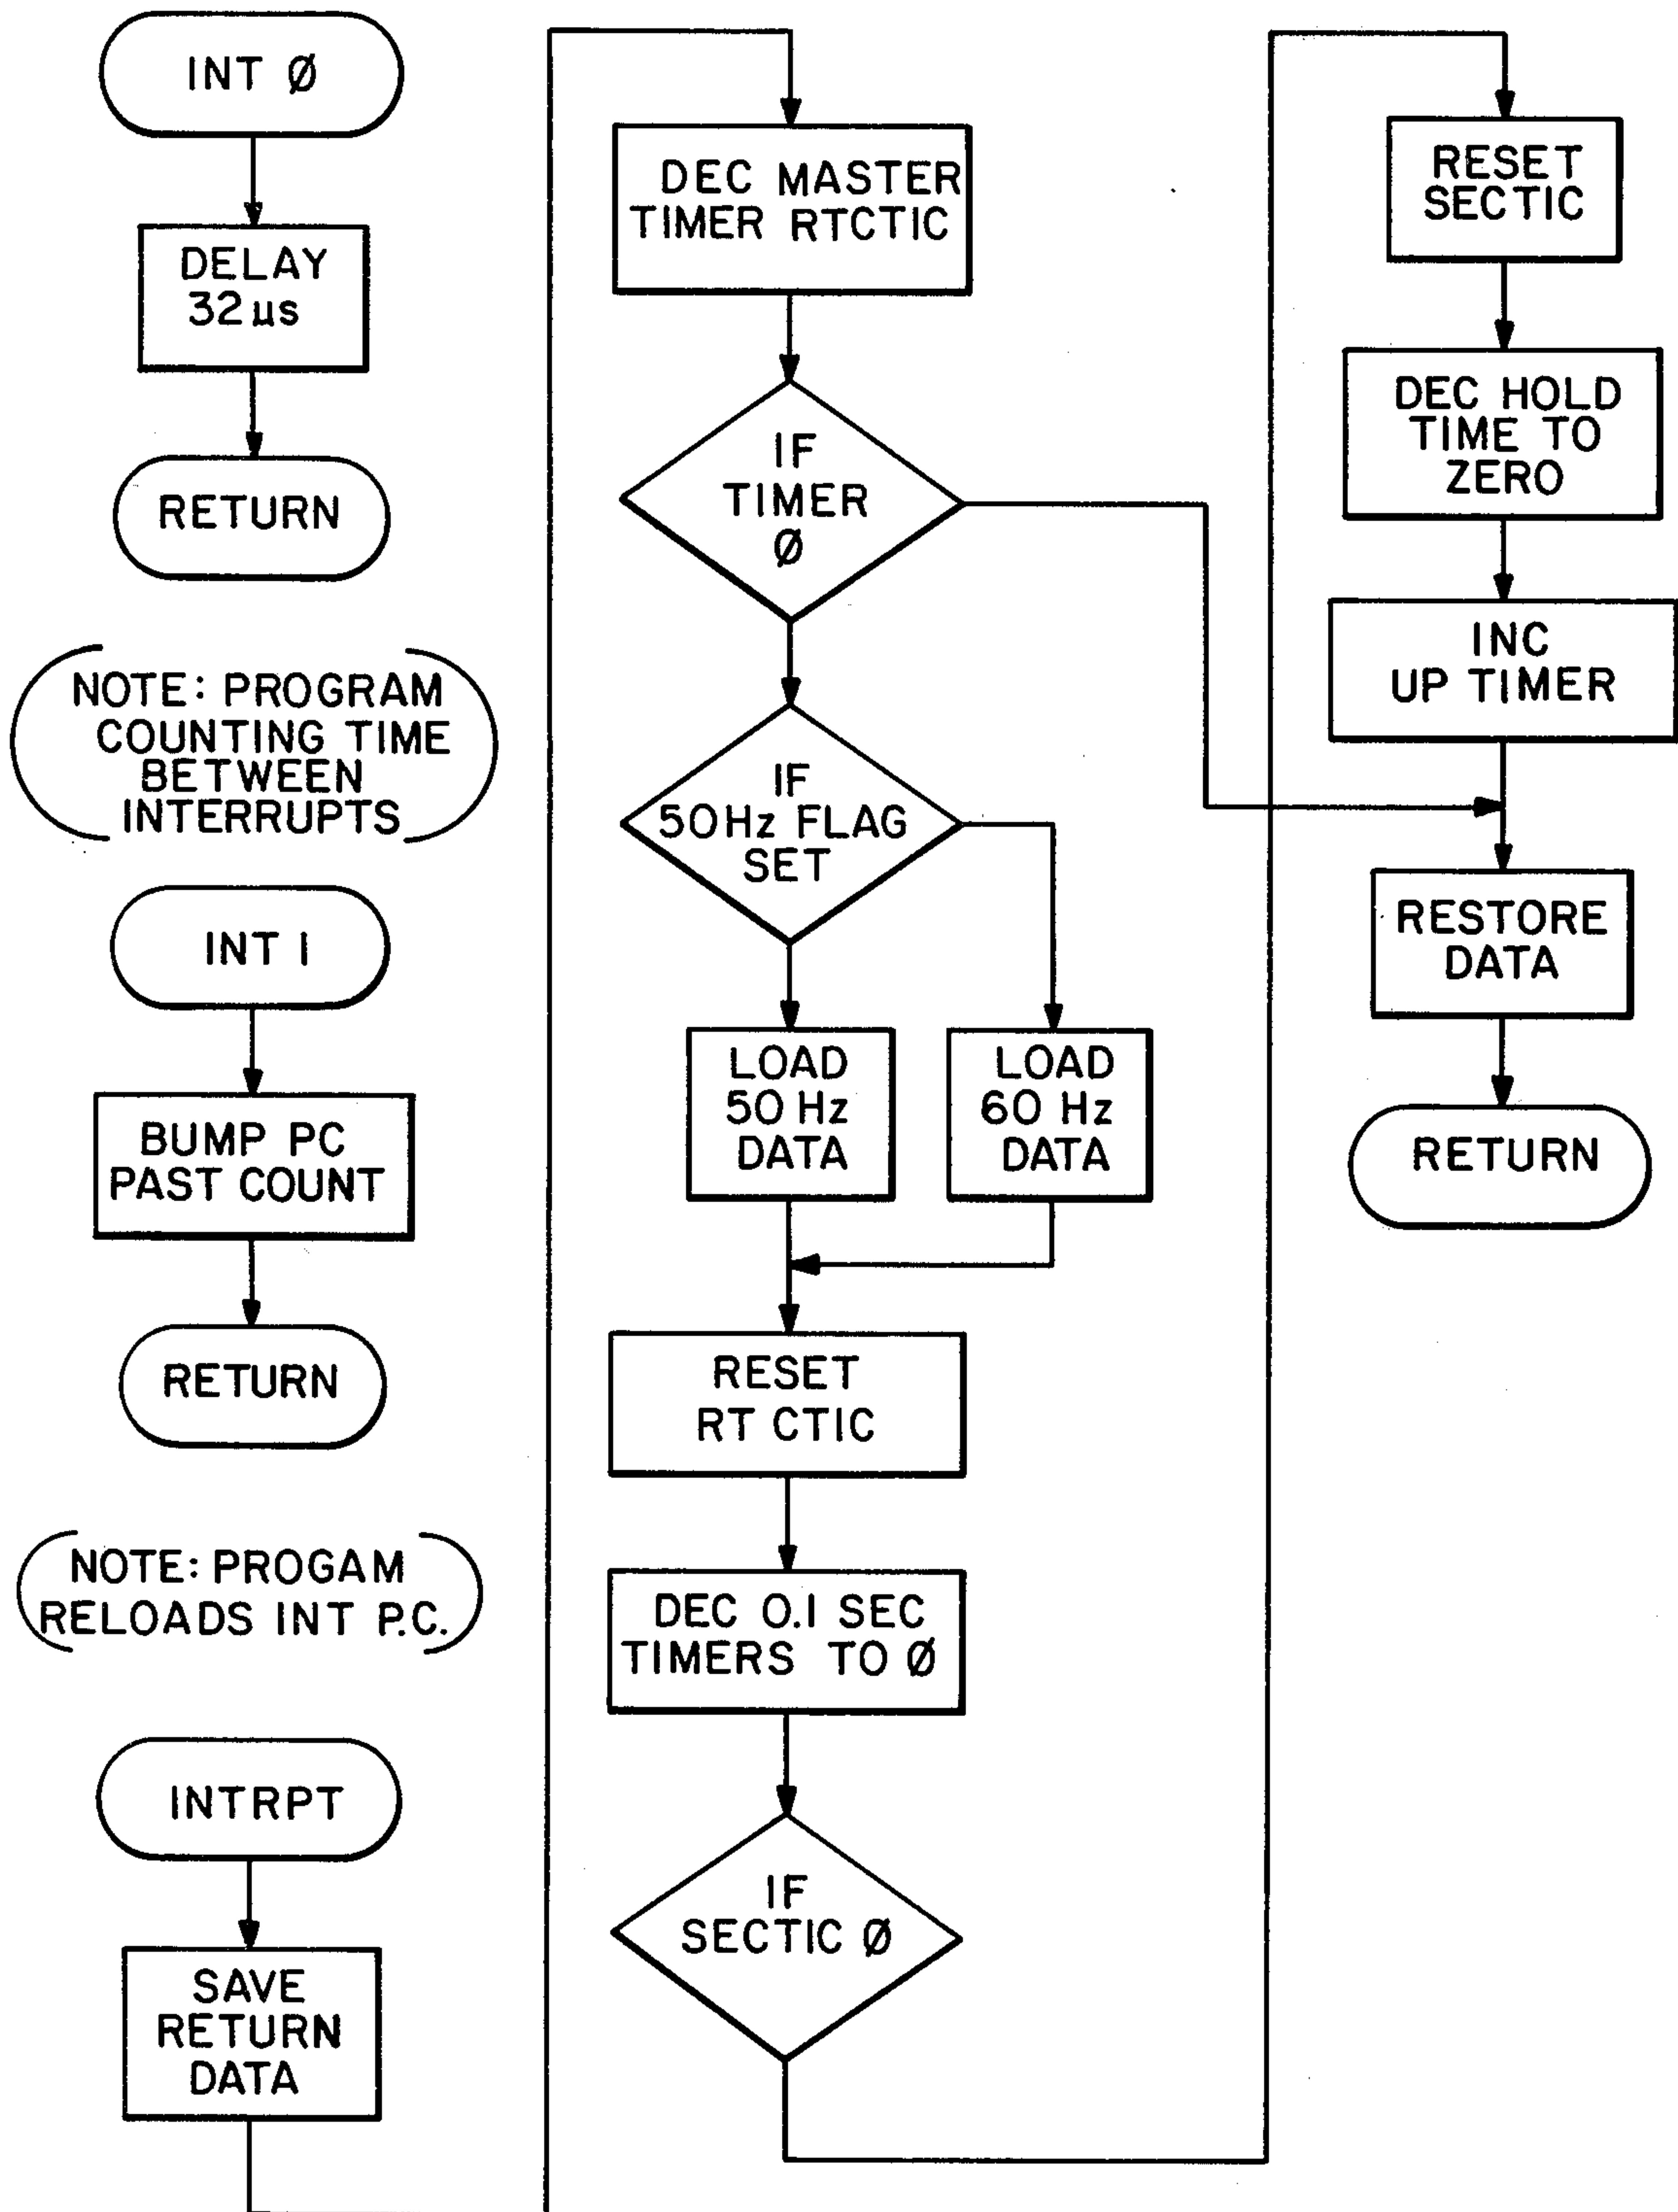 INT Ø
DELAY
32µs
RETURN
(NOTE: PROGRAM
COUNTING TIME
BETWEEN
INTERRUPTS)
INT 1
BUMP PC
PAST COUNT
RETURN
(NOTE: PROGAM
RELOADS INT P.C.)
INTRPT
SAVE
RETURN
DATA
DEC MASTER
TIMER RTCTIC
IF
TIMER
Ø
IF
50Hz FLAG
SET
LOAD
50 Hz
DATA
LOAD
60 Hz
DATA
RESET
RT CTIC
DEC 0.1 SEC
TIMERS TO Ø
IF
SECTIC Ø
RESET
SECTIC
DEC HOLD
TIME TO
ZERO
INC
UP TIMER
RESTORE
DATA
RETURN